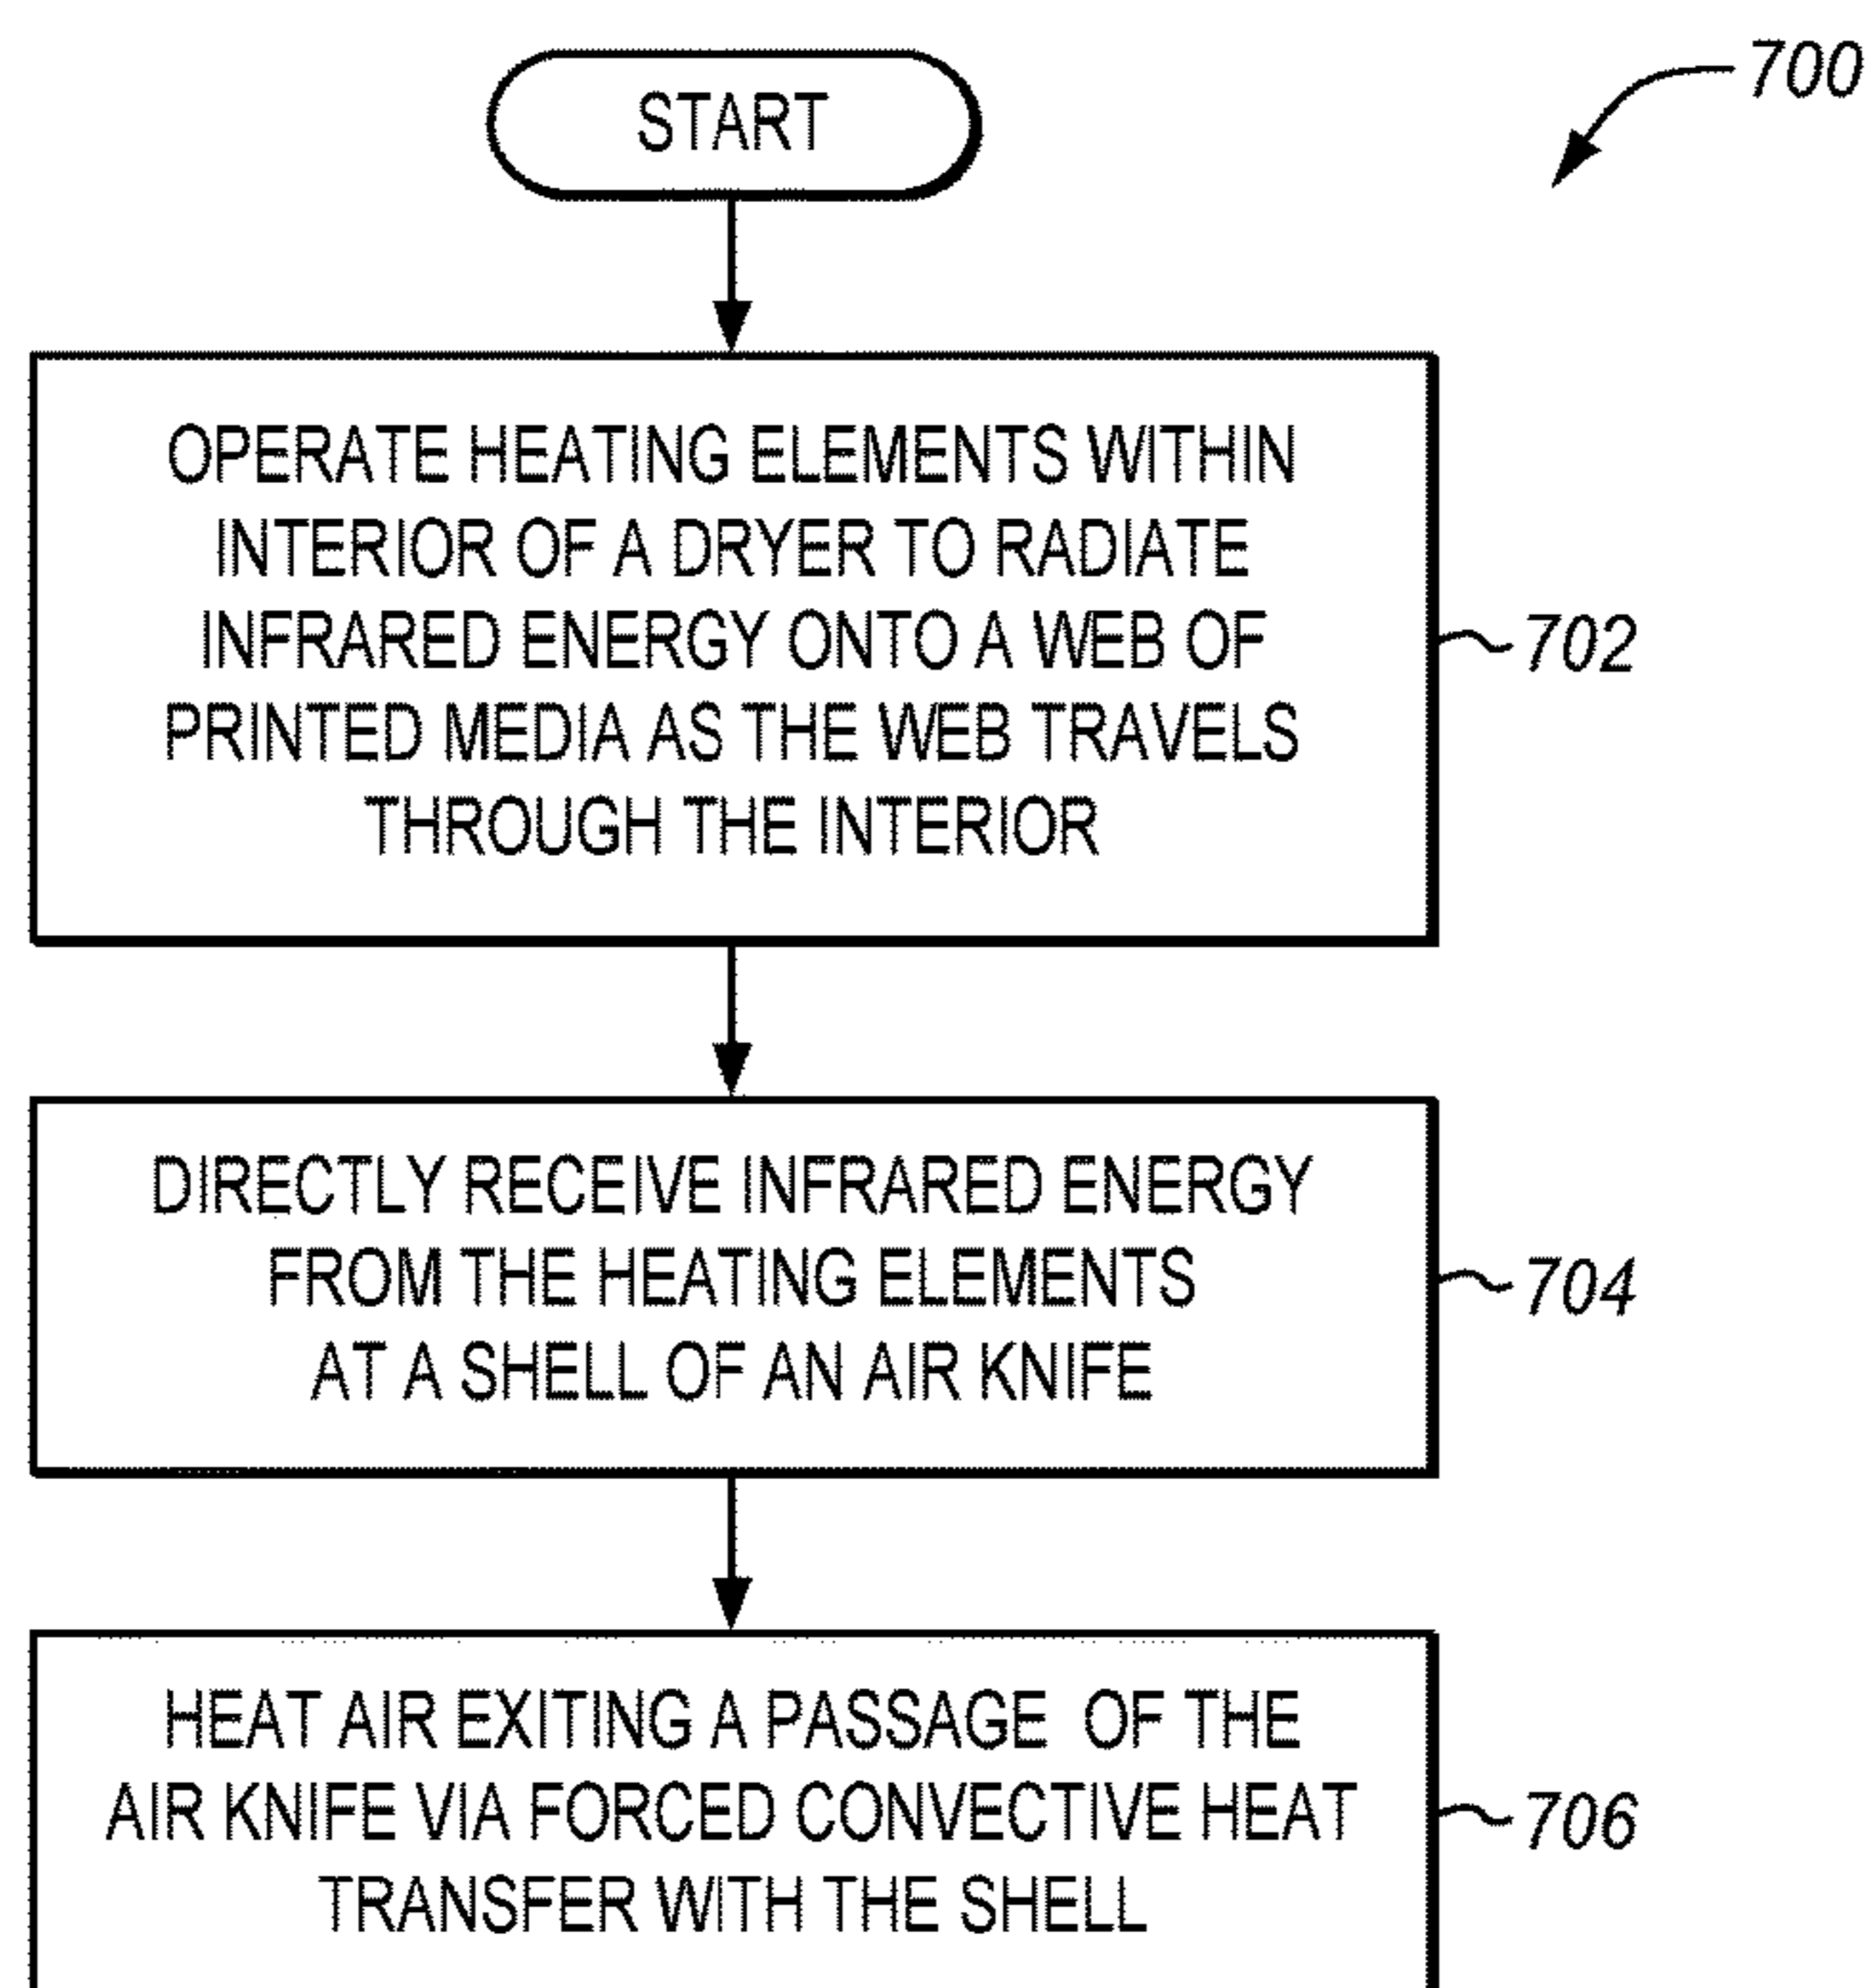 START
700
OPERATE HEATING ELEMENTS WITHIN
INTERIOR OF A DRYER TO RADIATE
INFRARED ENERGY ONTO A WEB OF
PRINTED MEDIA AS THE WEB TRAVELS
THROUGH THE INTERIOR
702
DIRECTLY RECEIVE INFRARED ENERGY
FROM THE HEATING ELEMENTS
AT A SHELL OF AN AIR KNIFE
704
HEAT AIR EXITING A PASSAGE OF THE
AIR KNIFE VIA FORCED CONVECTIVE HEAT
TRANSFER WITH THE SHELL
706